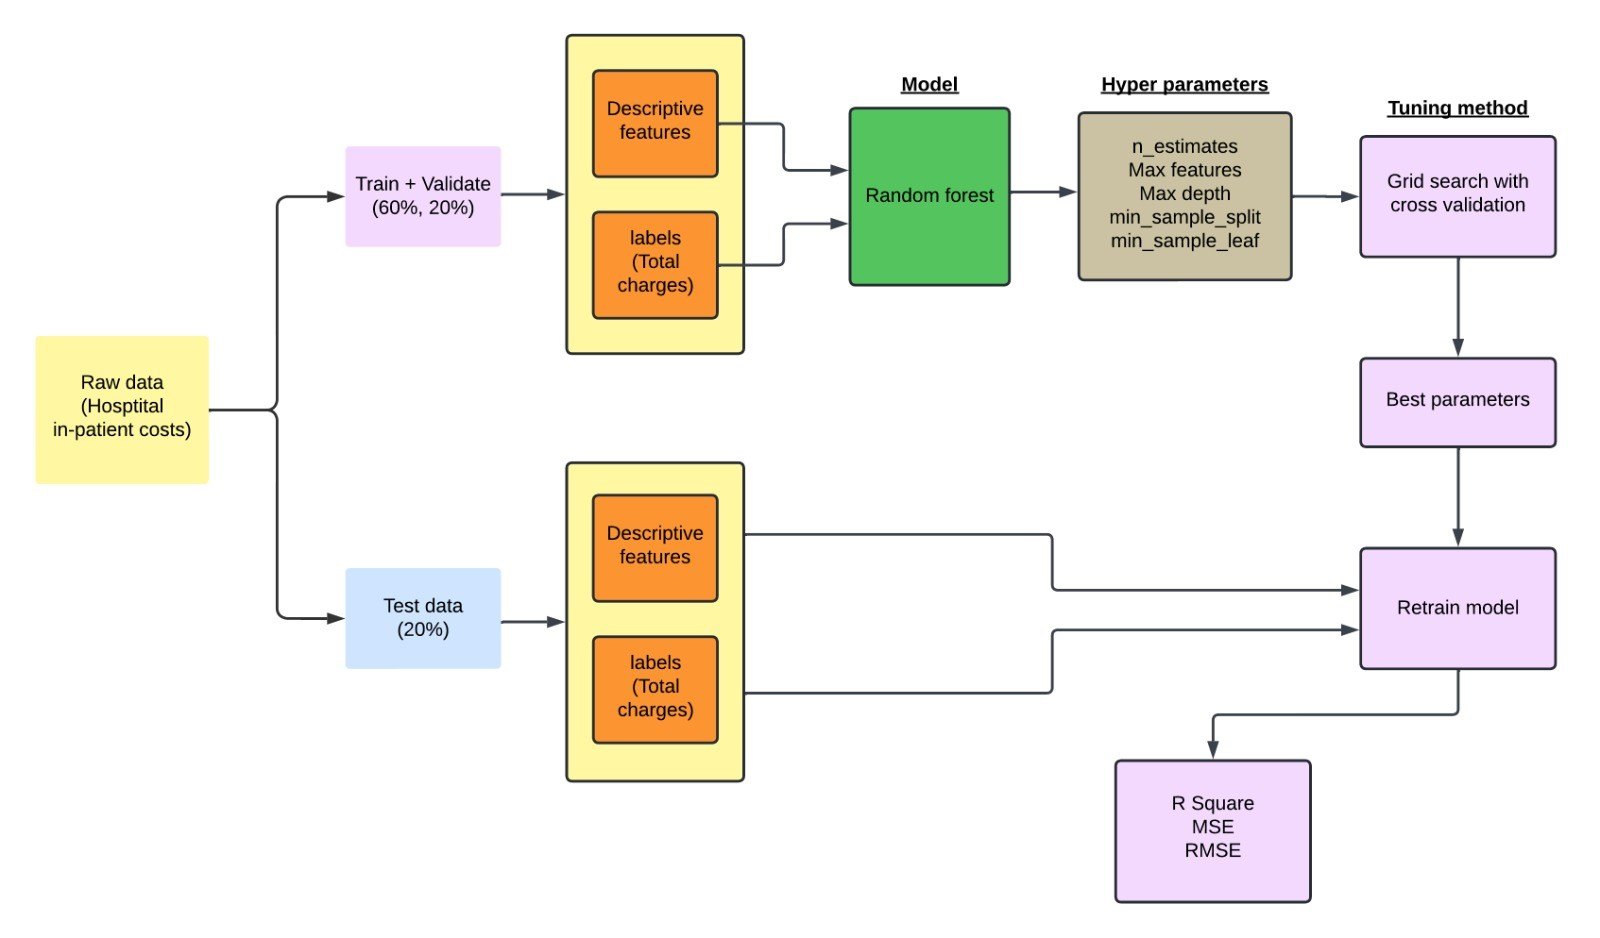 Raw data
(Hosptital
in-patient costs)
Train + Validate
(60%, 20%)
Descriptive
features
labels
(Total
charges)
Model
Random forest
Hyper parameters
n_estimates
Max features
Max depth
min_sample_split
min_sample_leaf
Tuning method
Grid search with
cross validation
Best parameters
Test data
(20%)
Descriptive
features
labels
(Total
charges)
Retrain model
R Square
MSE
RMSE